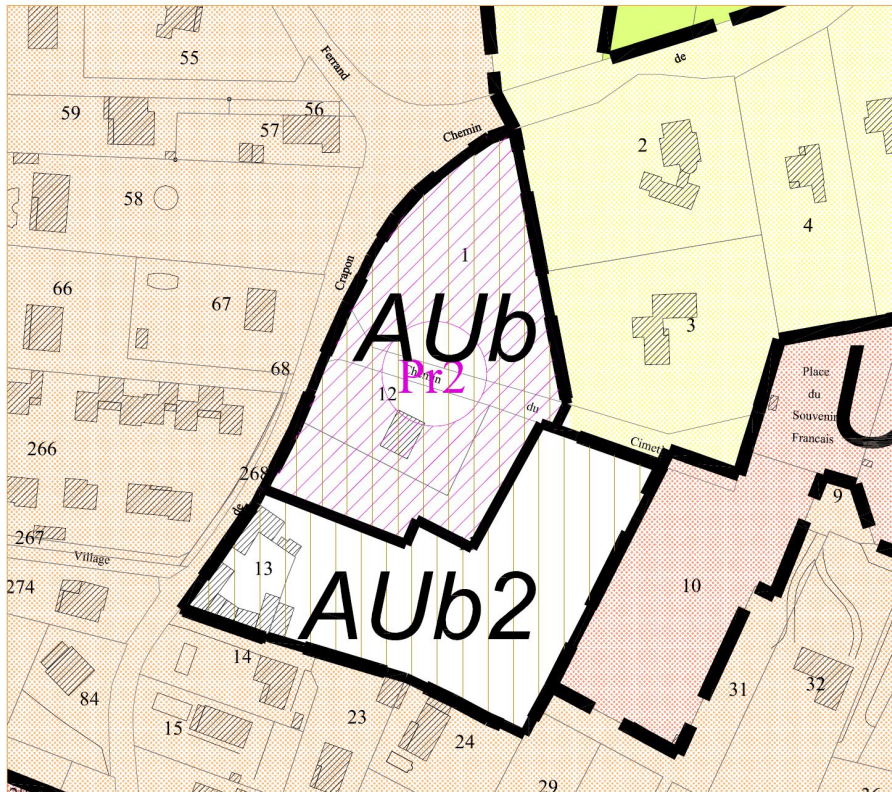 55
Ferrand
de
59
56
57
Chemin
2
58
4
1
Crapon
66
67
3
AUb
68
Place
du
Souvenir
Francais
Pr2
Chemin
12
du
266
268
9
de
267
Village
13
10
274
AUb2
14
31
32
84
15
23
24
29